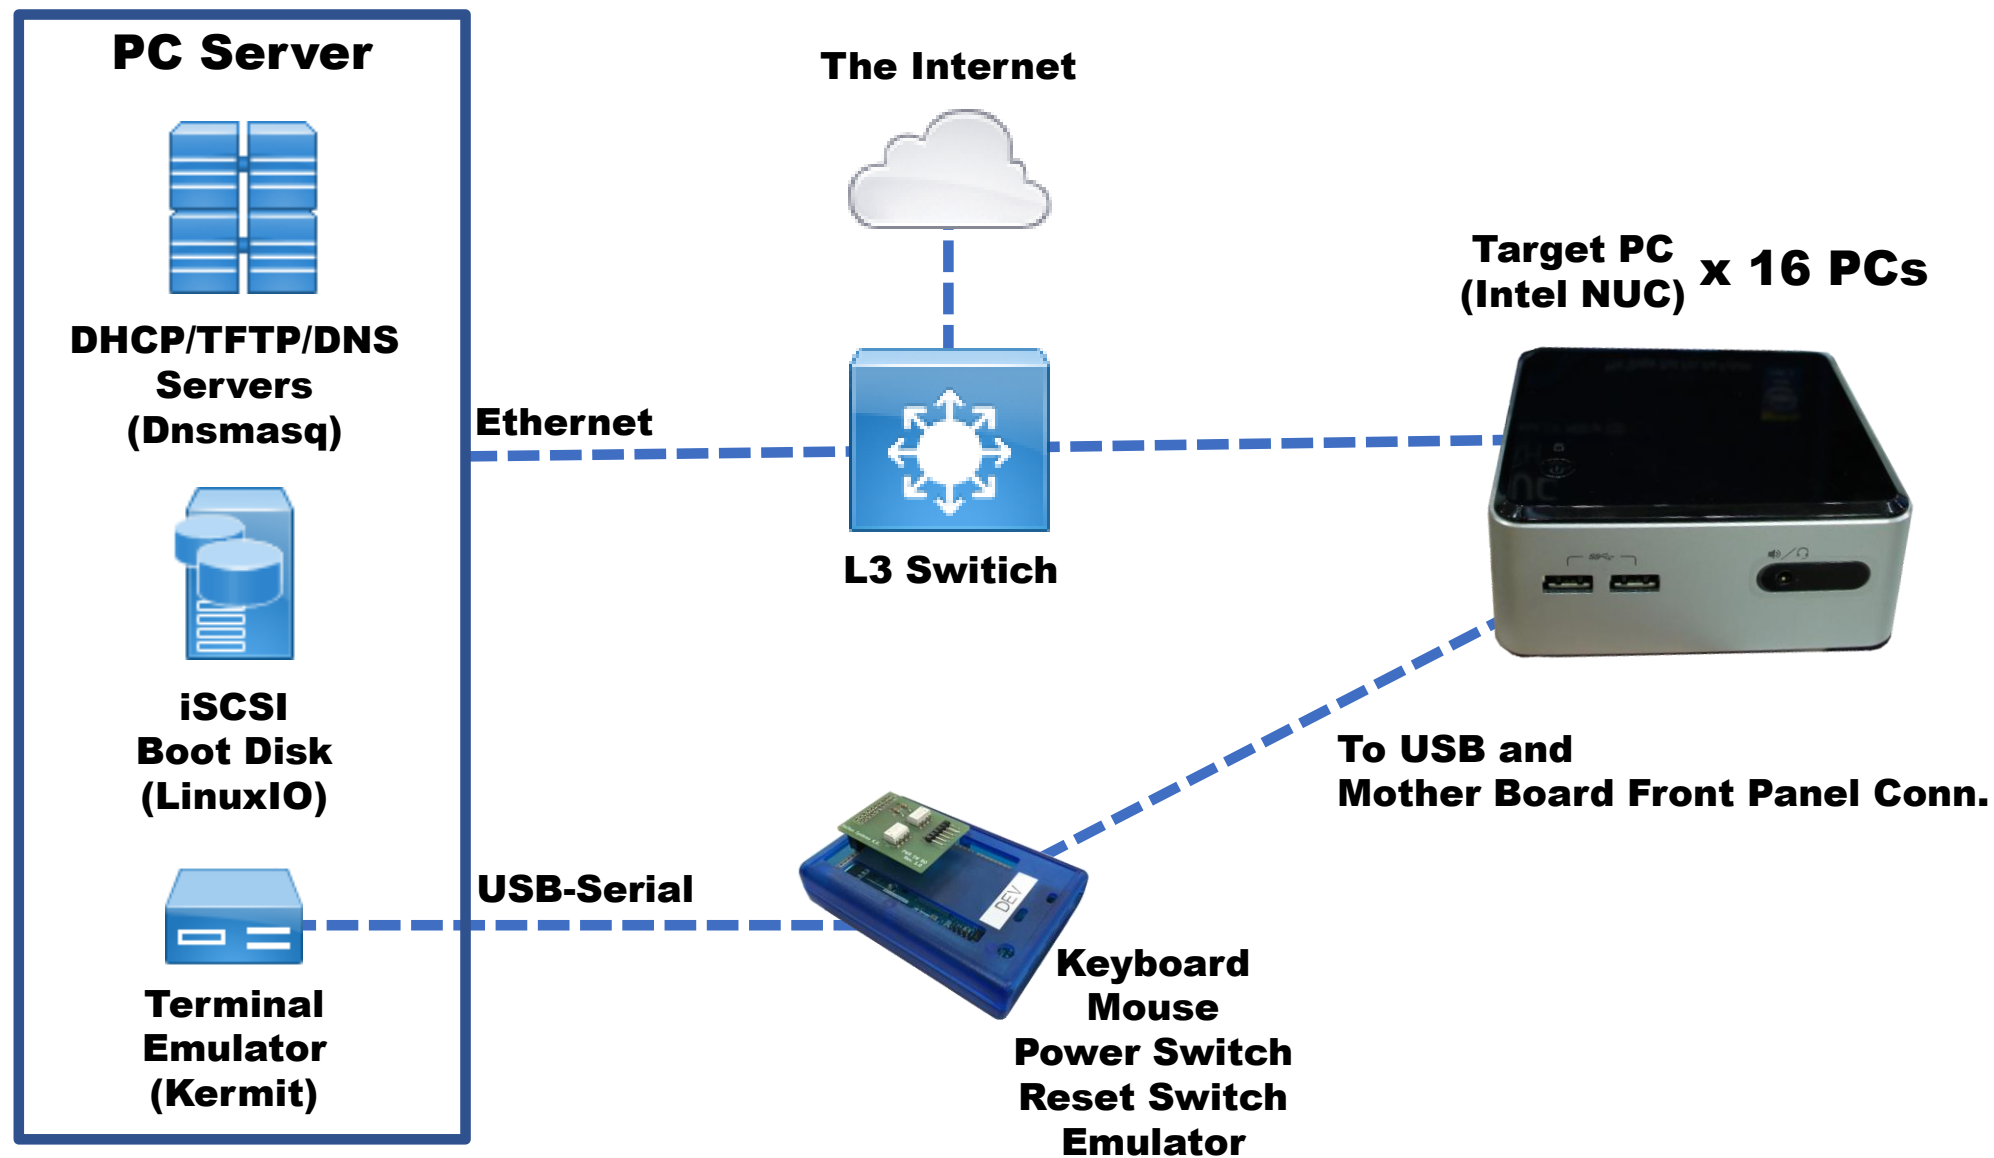 PC Server
DHCP/TFTP/DNS
Servers
(Dnsmasq)
iSCSI
Boot Disk
(LinuxIO)
Terminal
Emulator
(Kermit)
Ethernet
USB-Serial
The Internet
L3 Switich
Target PC
(Intel NUC)
x 16 PCs
To USB and
Mother Board Front Panel Conn.
DEV
Keyboard
Mouse
Power Switch
Reset Switch
Emulator